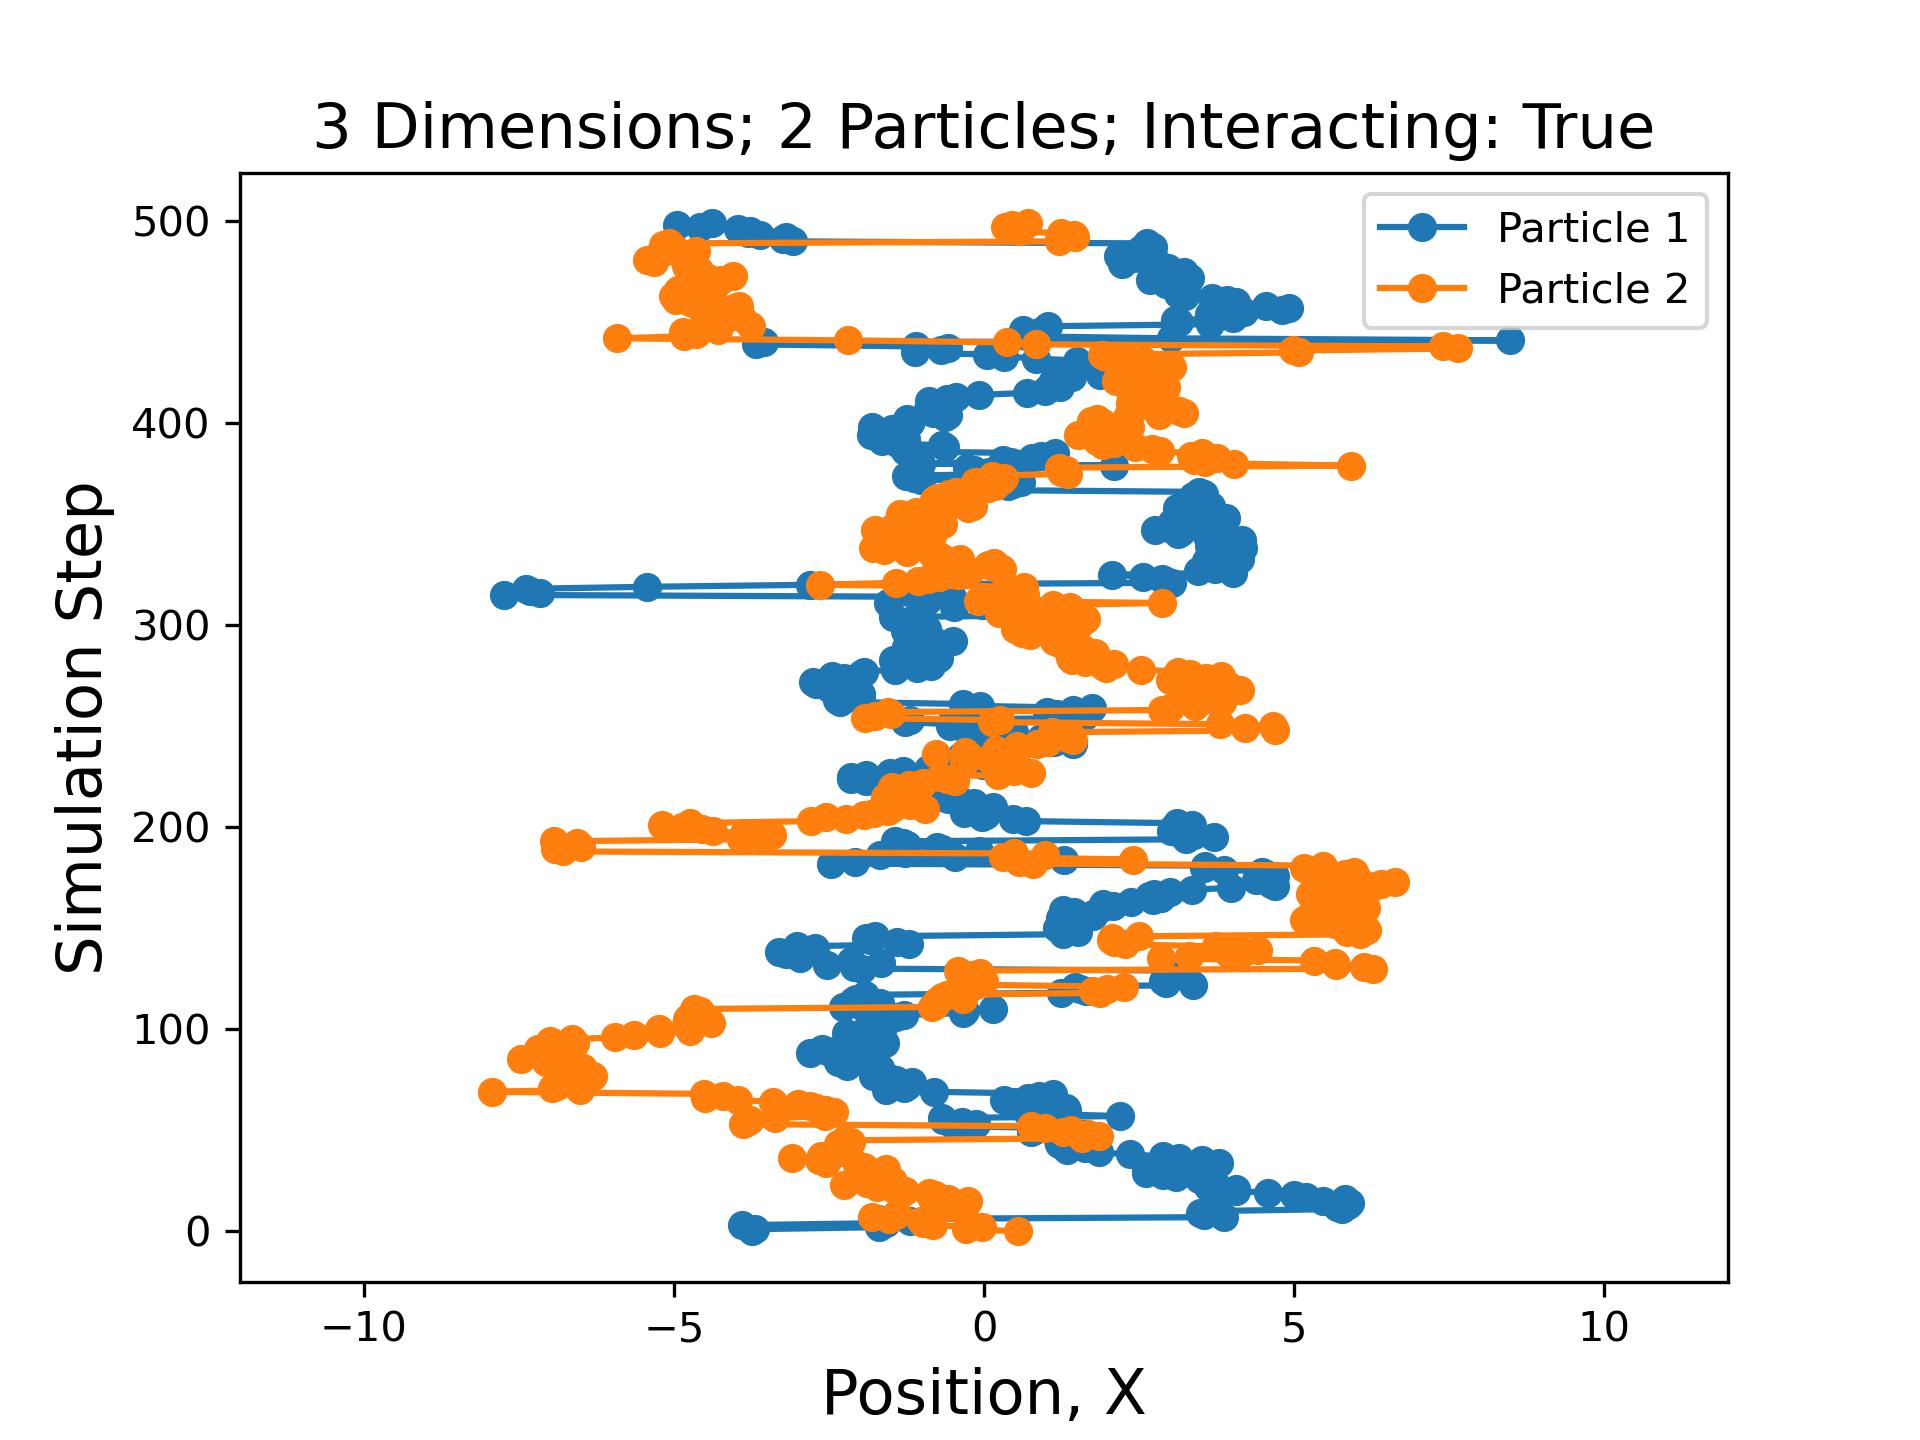 3 Dimensions; 2 Particles; Interacting: True
Particle 1
Particle 2
500
400
300
200
100
0
Simulation Step
−10
−5
0
5
10
Position, X